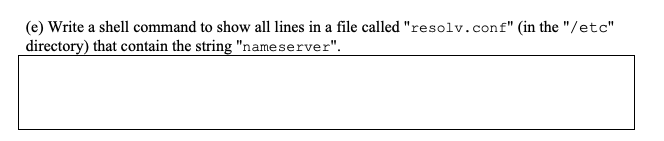 (e) Write a shell command to show all lines in a file called "resolv.conf" (in the "/etc"
directory) that contain the string "nameserver".